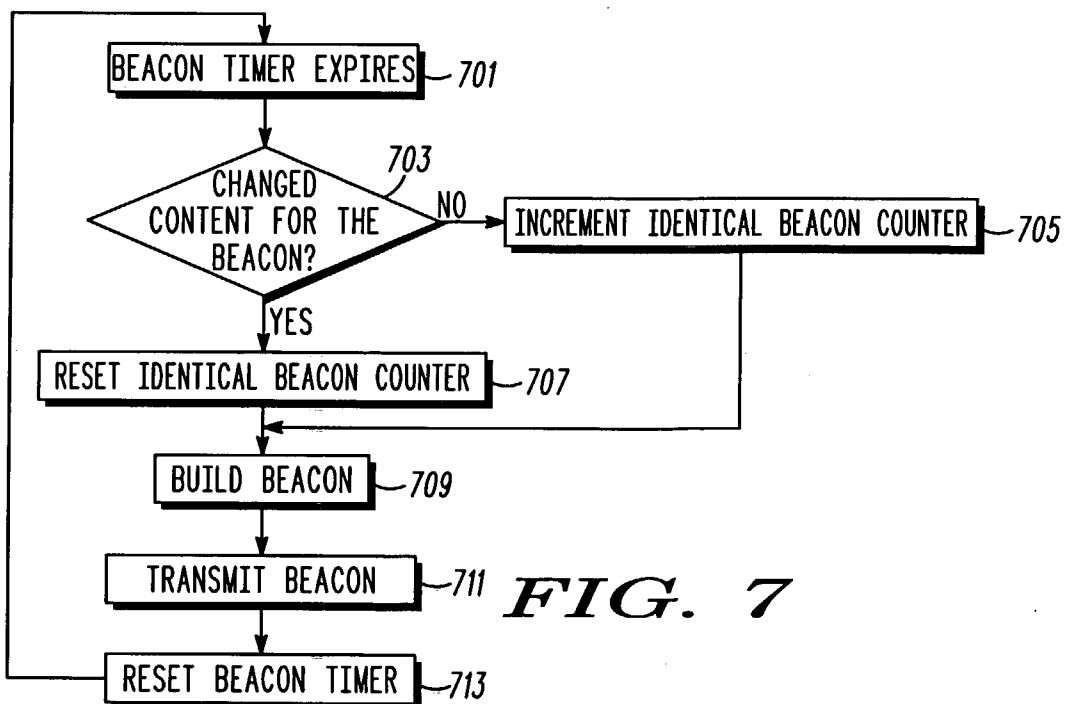 BEACON TIMER EXPIRES
701
703
CHANGED
CONTENT FOR THE
BEACON?
NO
INCREMENT IDENTICAL BEACON COUNTER
705
YES
RESET IDENTICAL BEACON COUNTER
707
BUILD BEACON
709
TRANSMIT BEACON
711
FIG. 7
RESET BEACON TIMER
713